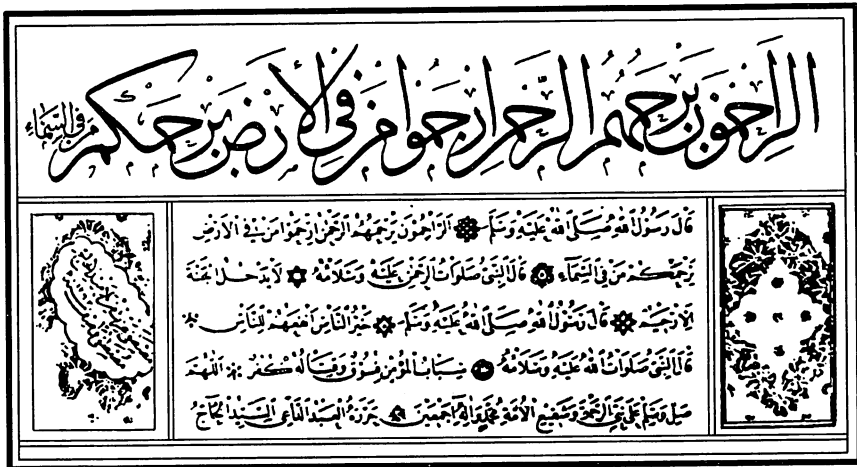 الراحمون يرحمهم الرحمن ارحموا من في الأرض يرحمكم من في السماء
قال رسول الله صلى الله عليه وسلم الراحمون يرحمهم الرحمن ارحموا من في الأرض
يرحمكم من في السماء قال النبي صلوات الرحمن عليه وسلامه لا يدخل الجنة
إلا رحيم قال رسول الله صلى الله عليه وسلم خير الناس أنفعهم للناس
قال النبي صلوات الله عليه وسلامه سباب المؤمن فسوق وقتاله كفر اللهم
صل وسلم على نبي الرحمة وشفيع الأمة محمد وآله أجمعين حرره العبد الداعي السيد الحاج